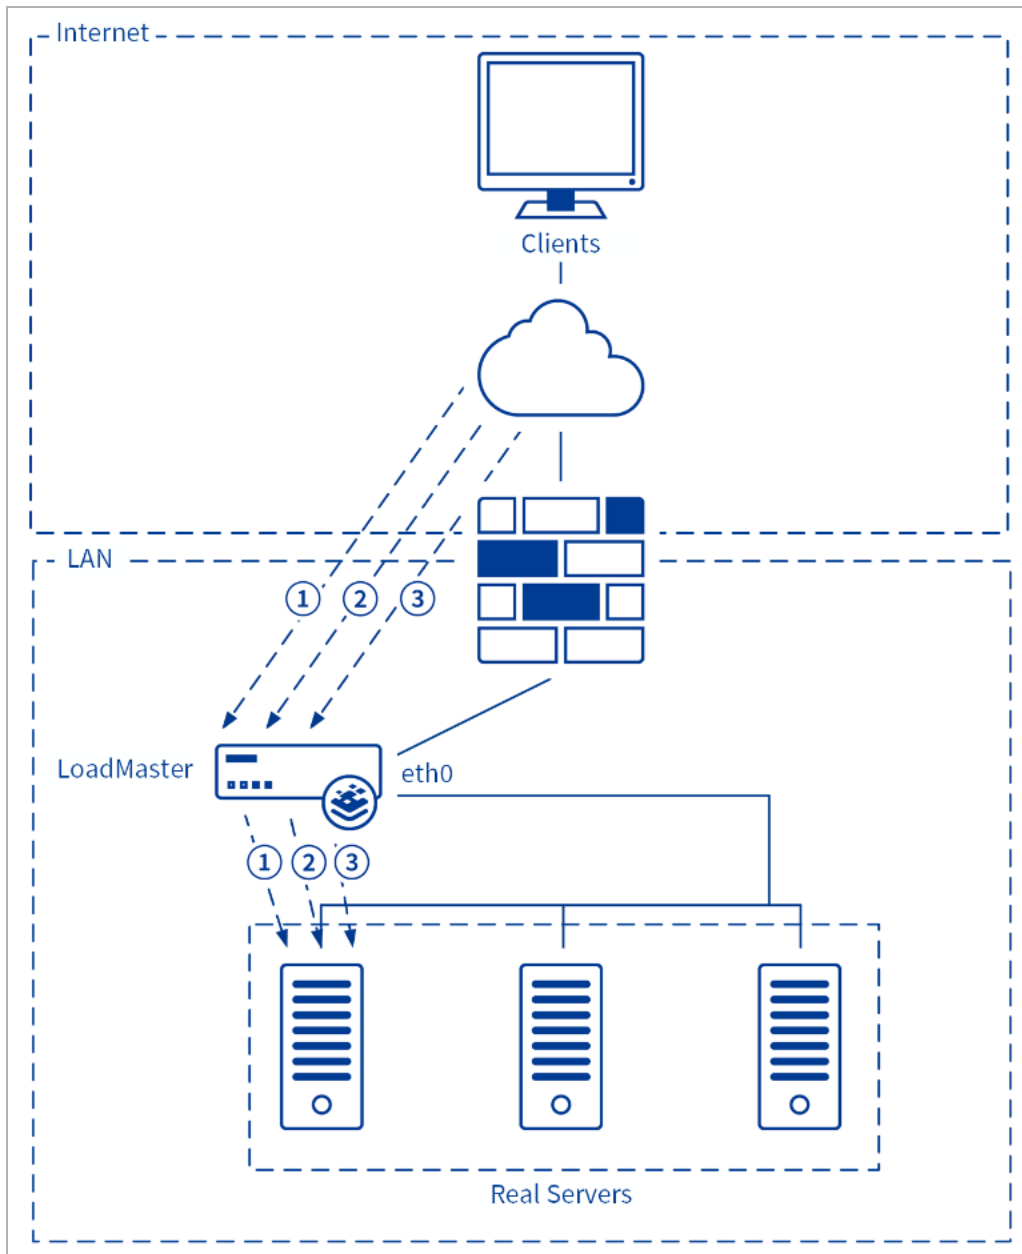 Internet
Clients
LAN
1 2 3
LoadMaster
eth0
1 2 3
Real Servers